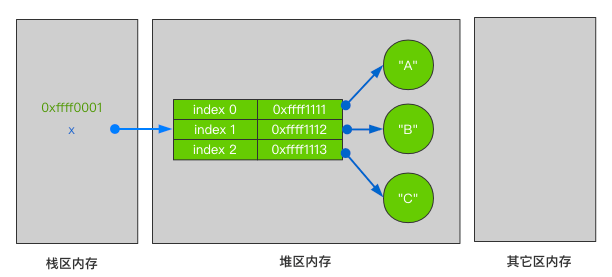 0xffff0001
x
index 0 0xffff1111
index 1 0xffff1112
index 2 0xffff1113
"A"
"B"
"C"
栈区内存
堆区内存
其它区内存